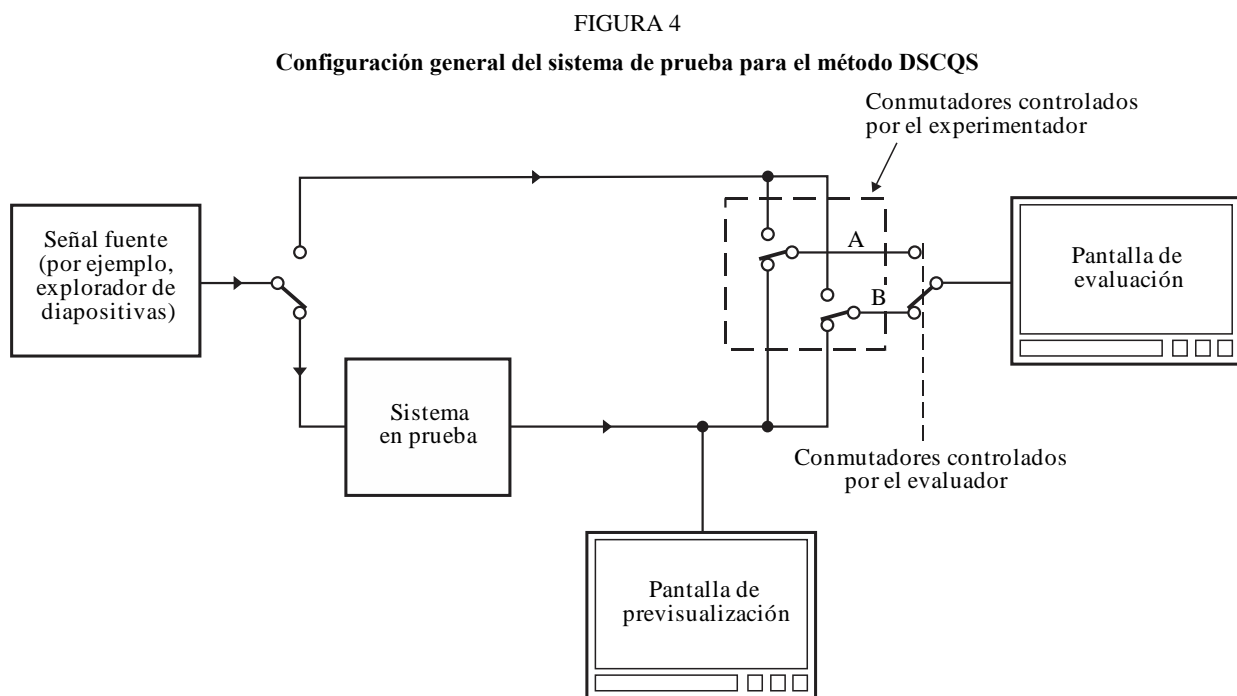 FIGURA 4
Configuración general del sistema de prueba para el método DSCQS
Conmutadores controlados
por el experimentador
Señal fuente
(por ejemplo,
explorador de
diapositivas)
A
B
Pantalla de
evaluación
Sistema
en prueba
Conmutadores controlados
por el evaluador
Pantalla de
previsualización